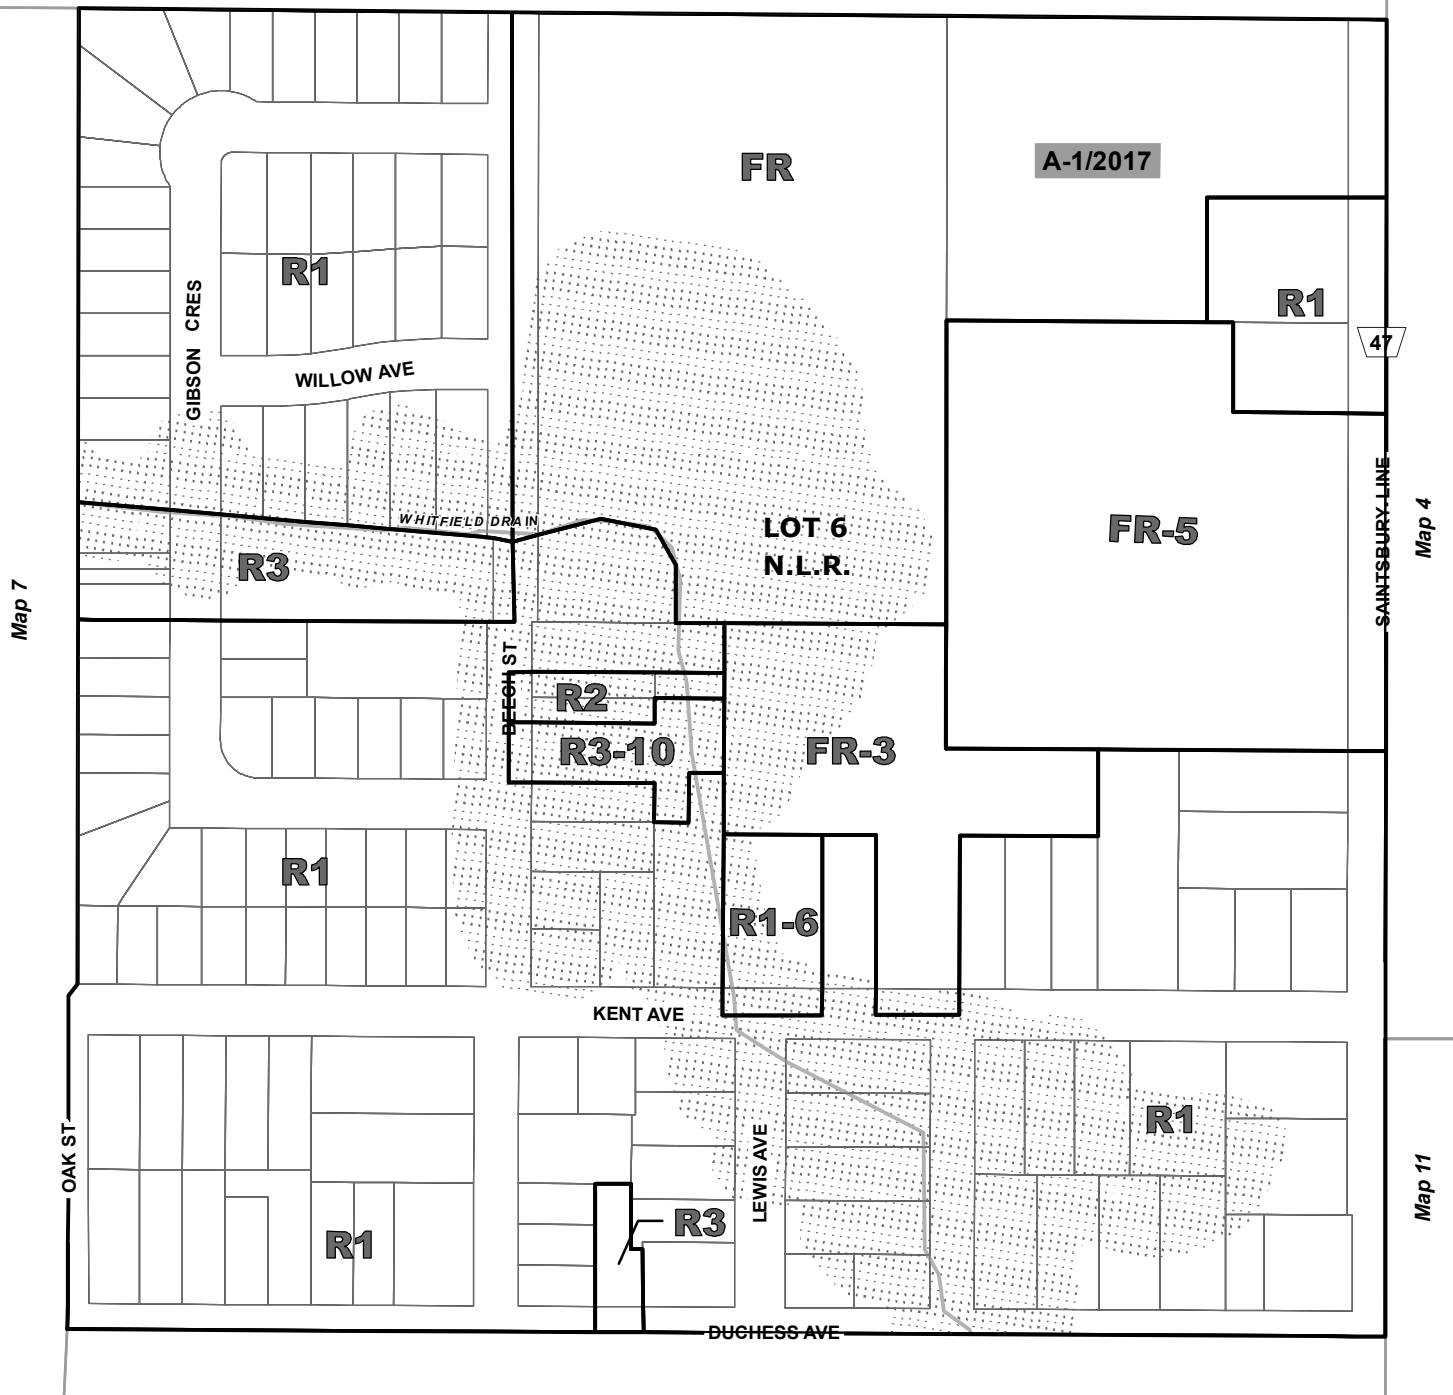 FR
A-1/2017
R1
R1
GIBSON CRES
47
WILLOW AVE
WHITFIELD DRAIN
LOT 6
N.L.R.
FR-5
SAINTSBURY LINE
Map 4
R3
Map 7
BEECH ST
R2
R3-10
FR-3
R1
R1-6
KENT AVE
R1
OAK ST
LEWIS AVE
Map 11
R3
R1
DUCHESS AVE